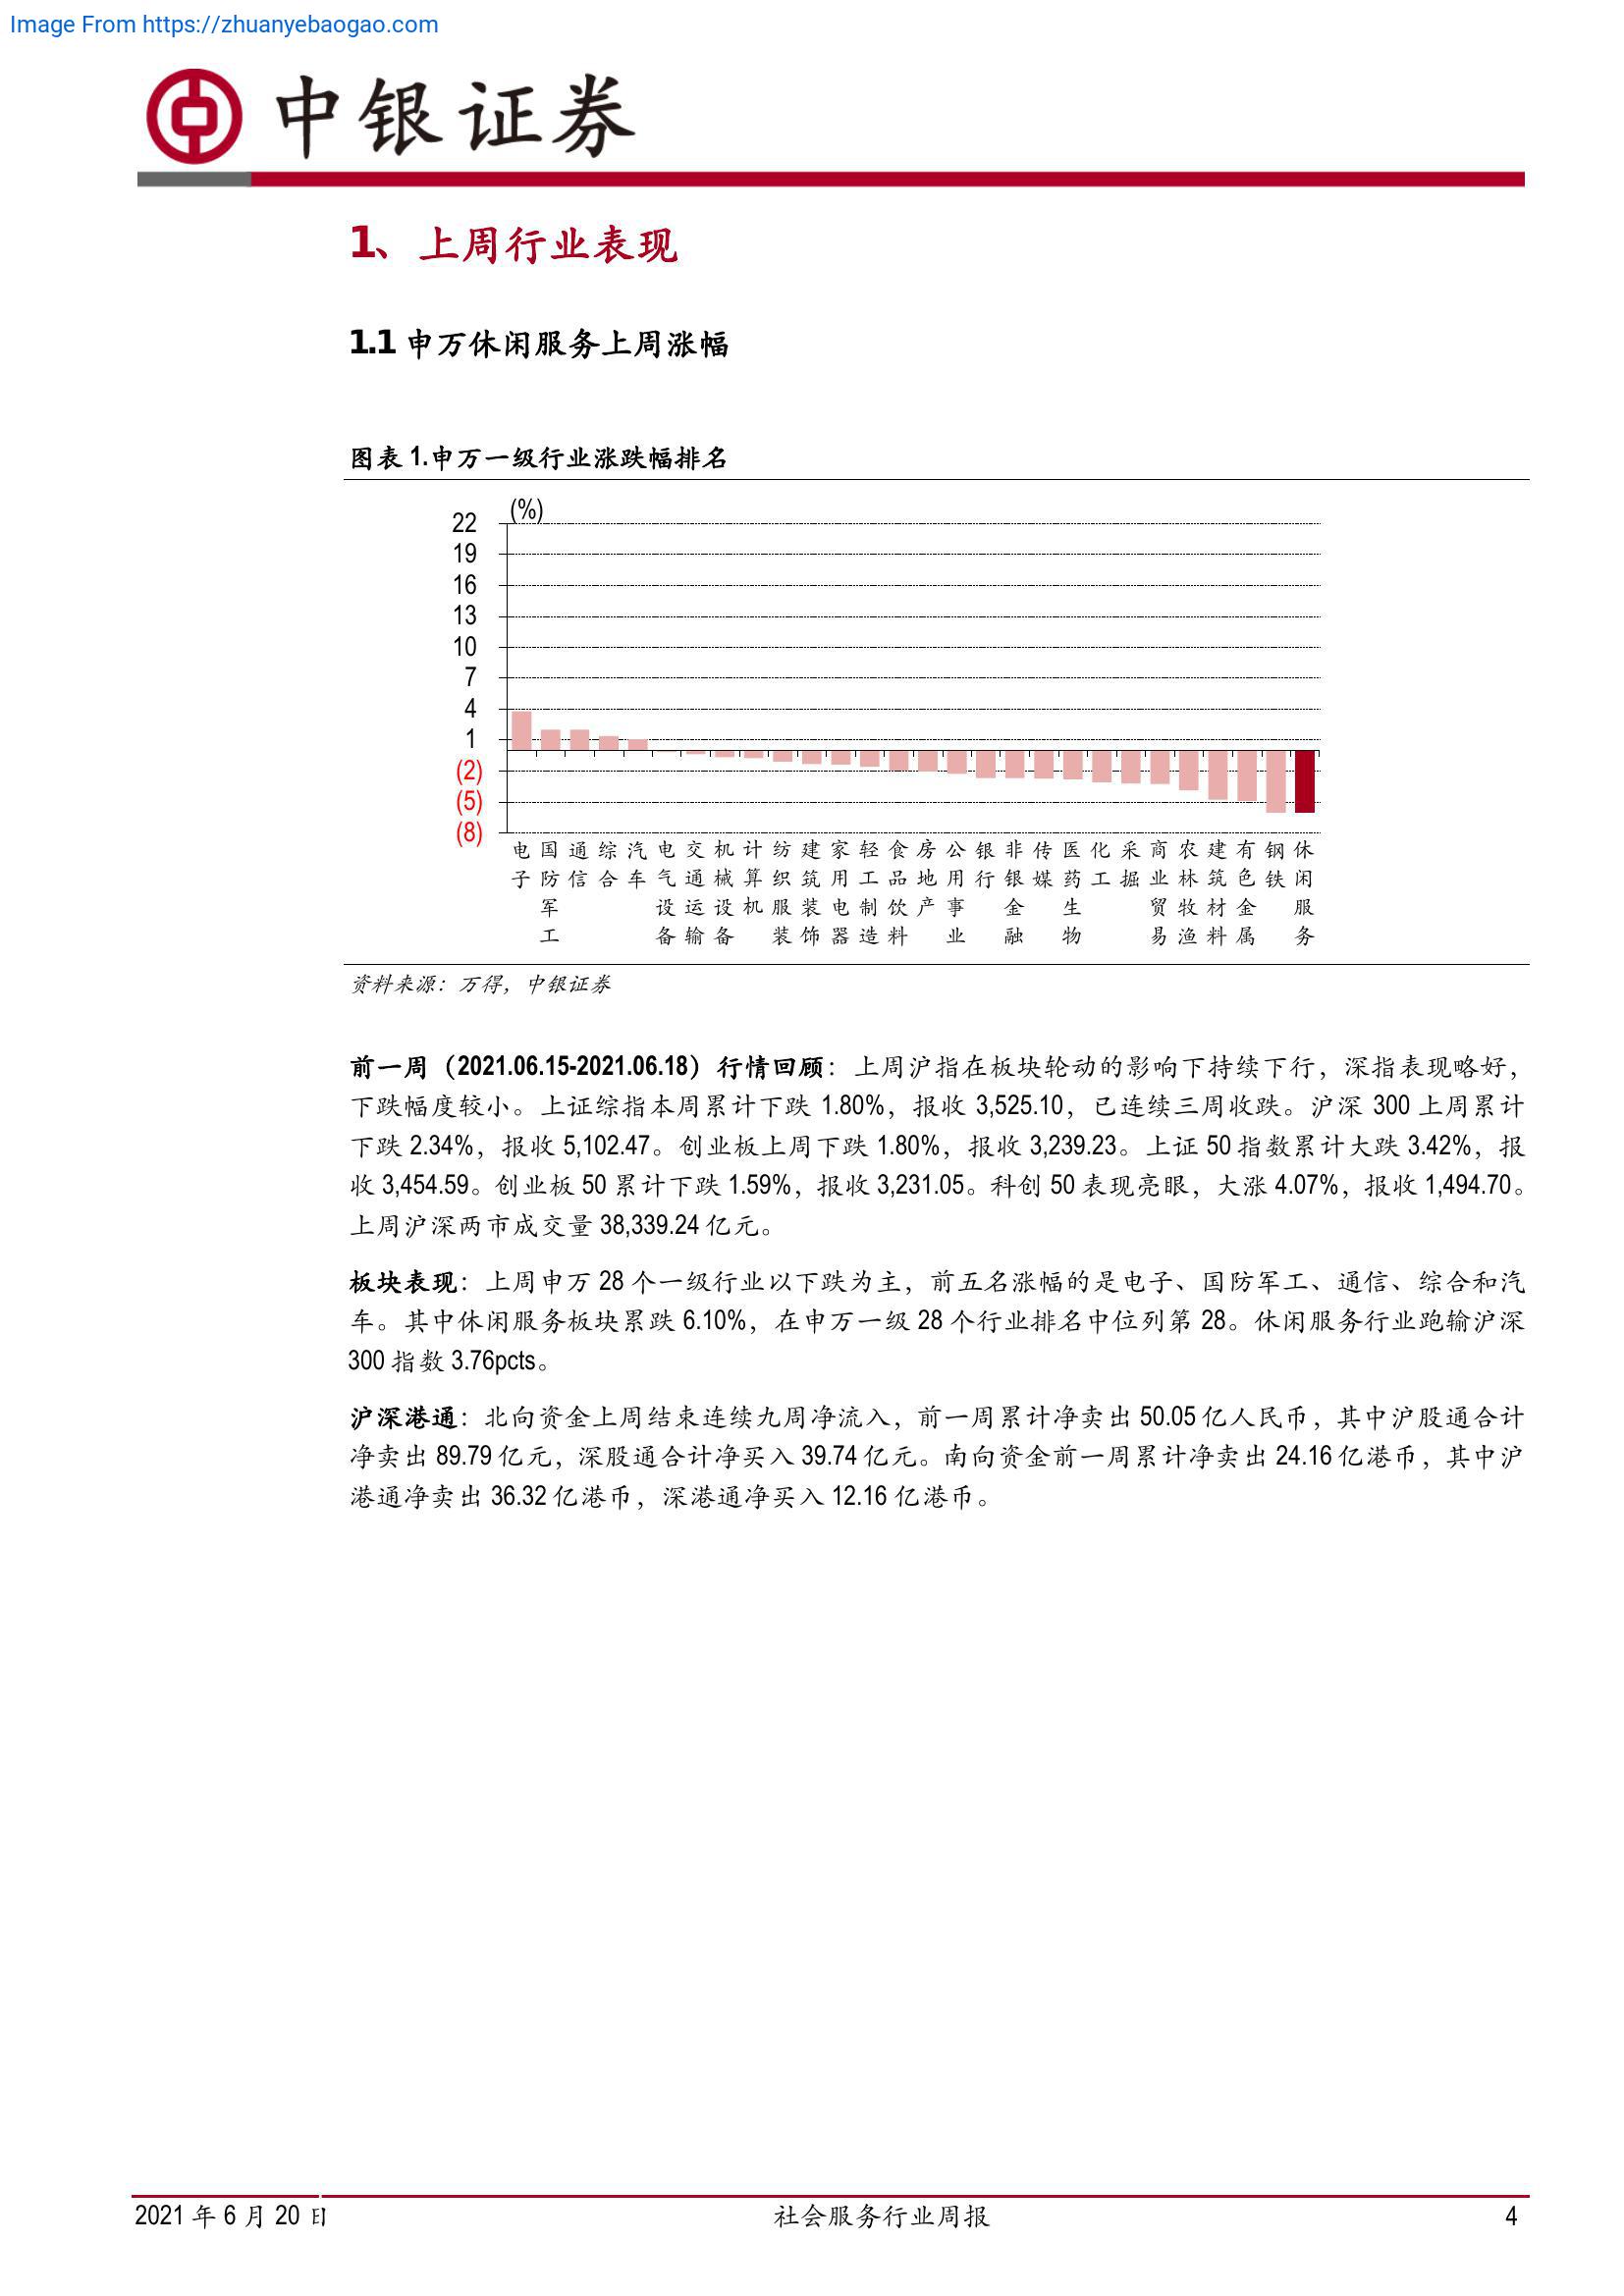 Image From https://zhuanyebaogao.com
中银证券
1、上周行业表现
1.1 申万休闲服务上周涨幅
图表 1.申万一级行业涨跌幅排名
(%)
22
19
16
13
10
7
4
1
(2)
(5)
(8)
电子
国防军工
通信
综合
汽车
电气设备
交通运输
机械设备
计算机
纺织服装
建筑装饰
家用电器
轻工制造
食品饮料
房地产
公用事业
银行
非银金融
传媒
医药生物
化工
采掘
商业贸易
农林牧渔
建筑材料
有色金属
钢铁
休闲服务
资料来源：万得，中银证券
前一周（2021.06.15-2021.06.18）行情回顾：上周沪指在板块轮动的影响下持续下行，深指表现略好，
下跌幅度较小。上证综指本周累计下跌 1.80%，报收 3,525.10，已连续三周收跌。沪深 300 上周累计
下跌 2.34%，报收 5,102.47。创业板上周下跌 1.80%，报收 3,239.23。上证 50 指数累计大跌 3.42%，报
收 3,454.59。创业板 50 累计下跌 1.59%，报收 3,231.05。科创 50 表现亮眼，大涨 4.07%，报收 1,494.70。
上周沪深两市成交量 38,339.24 亿元。
板块表现：上周申万 28 个一级行业以下跌为主，前五名涨幅的是电子、国防军工、通信、综合和汽
车。其中休闲服务板块累跌 6.10%，在申万一级 28 个行业排名中位列第 28。休闲服务行业跑输沪深
300 指数 3.76pcts。
沪深港通：北向资金上周结束连续九周净流入，前一周累计净卖出 50.05 亿人民币，其中沪股通合计
净卖出 89.79 亿元，深股通合计净买入 39.74 亿元。南向资金前一周累计净卖出 24.16 亿港币，其中沪
港通净卖出 36.32 亿港币，深港通净买入 12.16 亿港币。
2021 年 6 月 20 日
社会服务行业周报
4